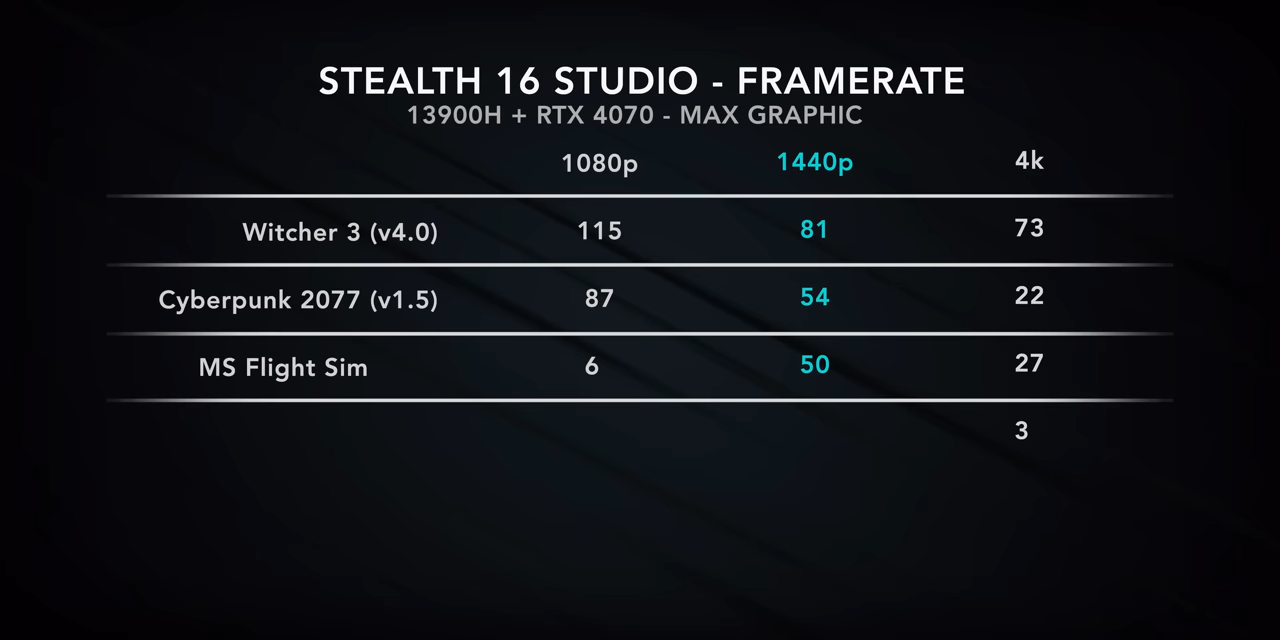 STEALTH 16 STUDIO - FRAMERATE
13900H + RTX 4070 - MAX GRAPHIC
1080p 1440p 4k
Witcher 3 (v4.0) 115 81 73
Cyberpunk 2077 (v1.5) 87 54 22
MS Flight Sim 6 50 27
3